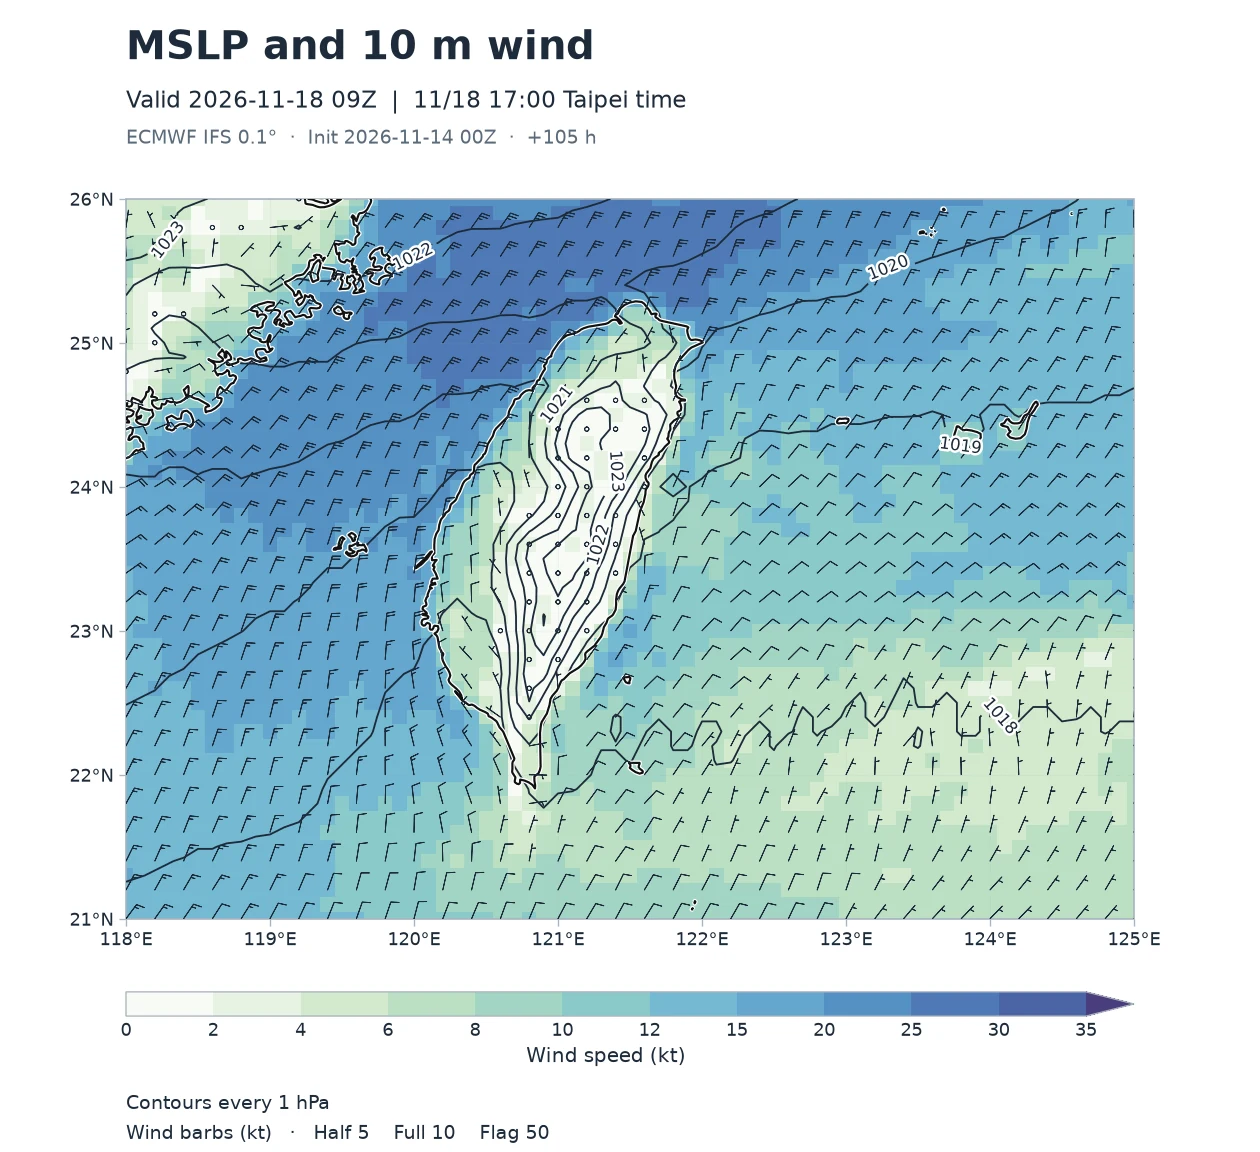 MSLP and 10 m wind
Valid 2026-11-18 09Z | 11/18 17:00 Taipei time
ECMWF IFS 0.1° · Init 2026-11-14 00Z · +105 h
26°N
1023
1022
1020
25°N
1021
1019
1023
24°N
1022
23°N
1018
22°N
21°N
118°E 119°E 120°E 121°E 122°E 123°E 124°E 125°E
0 2 4 6 8 10 12 15 20 25 30 35
Wind speed (kt)
Contours every 1 hPa
Wind barbs (kt) · Half 5 Full 10 Flag 50